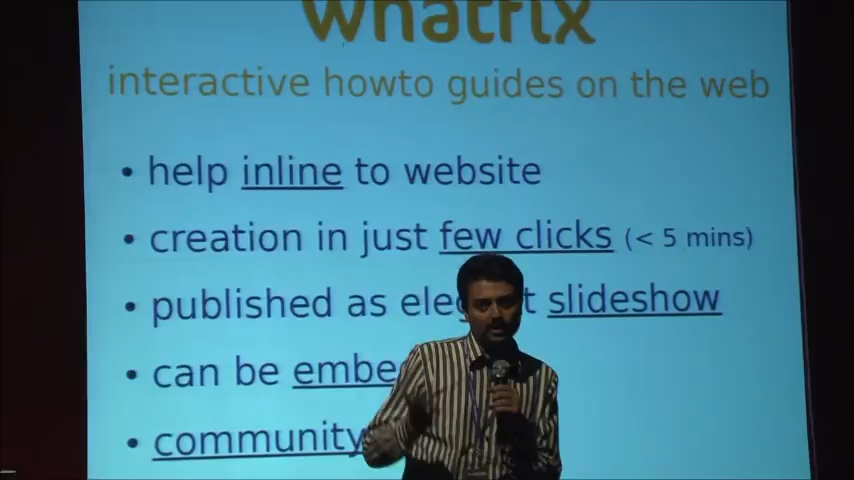 whatfix
interactive howto guides on the web
• help inline to website
• creation in just few clicks (< 5 mins)
• published as slideshow
• can be
• community